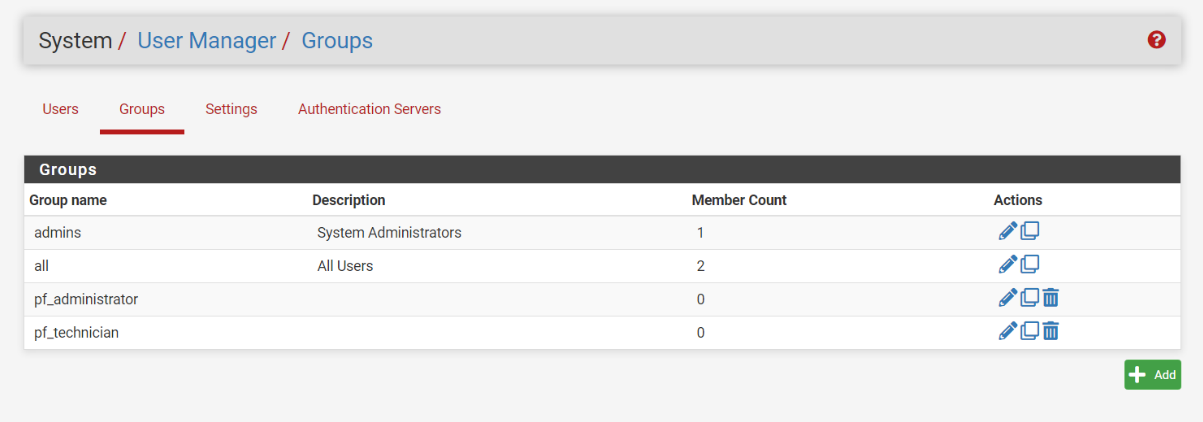 System / User Manager / Groups
Users Groups Settings Authentication Servers
Groups
Group name Description Member Count Actions
admins System Administrators 1
all All Users 2
pf_administrator 0
pf_technician 0
Add